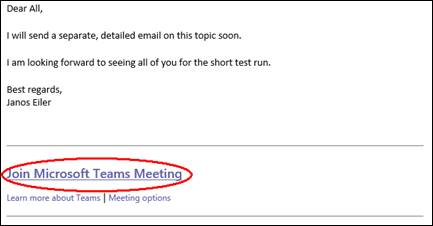 Dear All,
I will send a separate, detailed email on this topic soon.
I am looking forward to seeing all of you for the short test run.
Best regards,
Janos Eiler
Join Microsoft Teams Meeting
Learn more about Teams | Meeting options